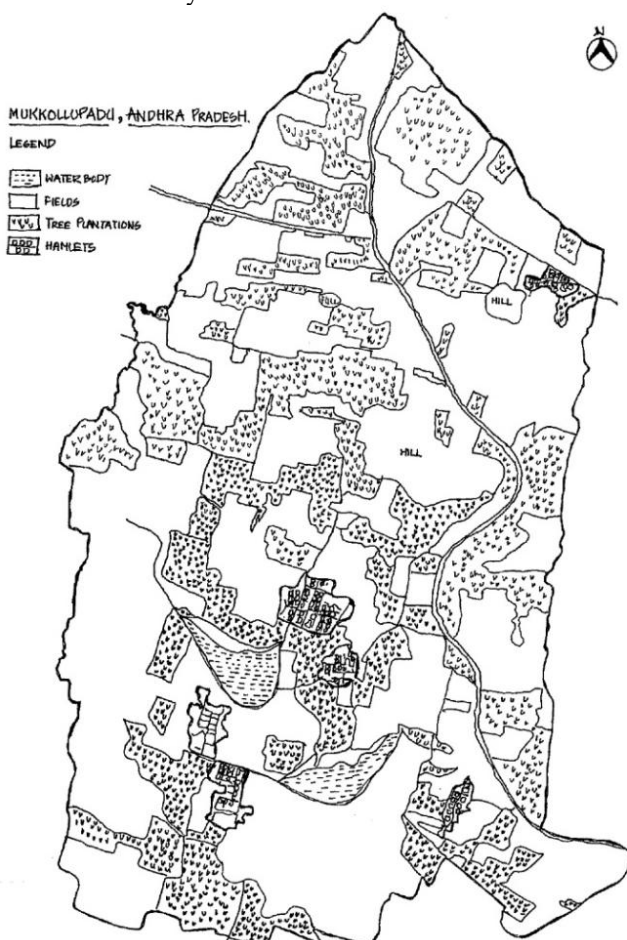 N
MUKKOLLUPADU, ANDHRA PRADESH.
LEGEND
WATER BODY
FIELDS
TREE PLANTATIONS
HAMLETS
HILL
HILL